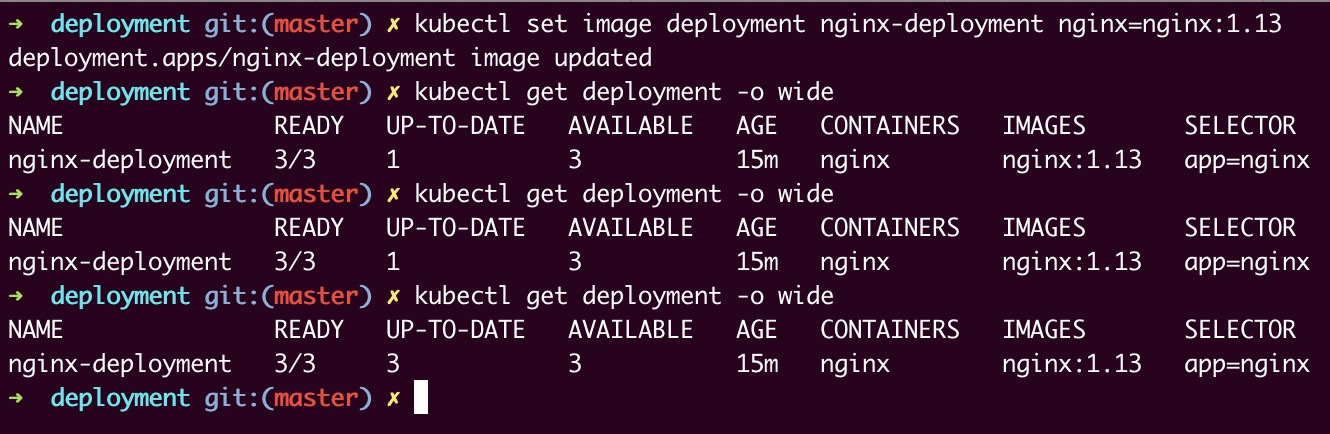 ➜  deployment git:(master) ✗ kubectl set image deployment nginx-deployment nginx=nginx:1.13
deployment.apps/nginx-deployment image updated
➜  deployment git:(master) ✗ kubectl get deployment -o wide
NAME               READY   UP-TO-DATE   AVAILABLE   AGE   CONTAINERS   IMAGES       SELECTOR
nginx-deployment   3/3     1            3           15m   nginx        nginx:1.13   app=nginx
➜  deployment git:(master) ✗ kubectl get deployment -o wide
NAME               READY   UP-TO-DATE   AVAILABLE   AGE   CONTAINERS   IMAGES       SELECTOR
nginx-deployment   3/3     1            3           15m   nginx        nginx:1.13   app=nginx
➜  deployment git:(master) ✗ kubectl get deployment -o wide
NAME               READY   UP-TO-DATE   AVAILABLE   AGE   CONTAINERS   IMAGES       SELECTOR
nginx-deployment   3/3     3            3           15m   nginx        nginx:1.13   app=nginx
➜  deployment git:(master) ✗